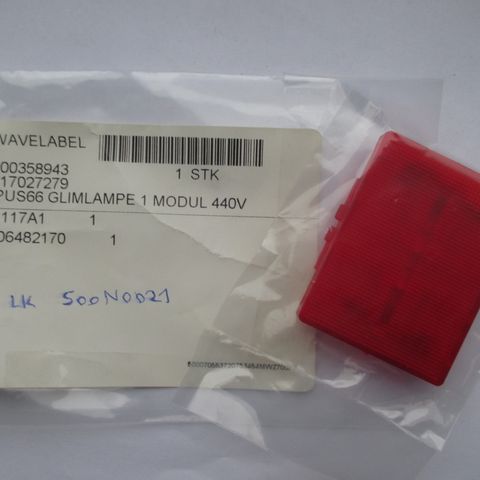 WAVELABEL
00358943 1 STK
17027279
PUS66 GLIMLAMPE 1 MODUL 440V
117A1 1
06482170 1
LK 500N0021